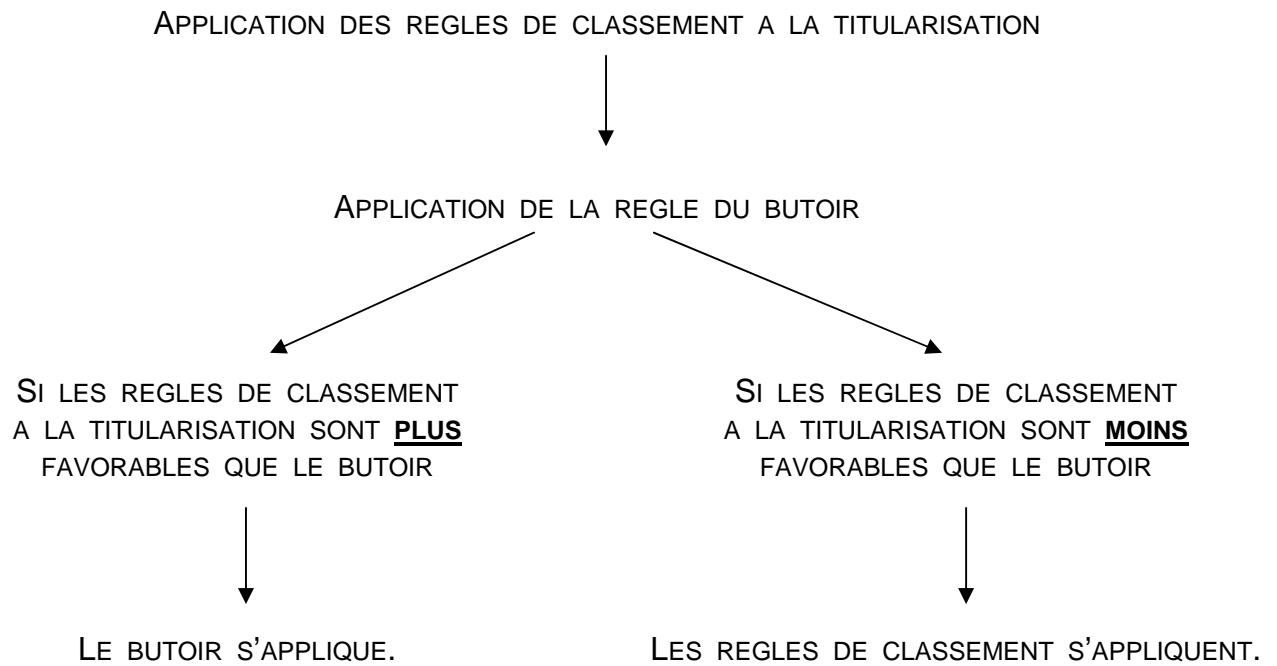 APPLICATION DES REGLES DE CLASSEMENT A LA TITULARISATION
APPLICATION DE LA REGLE DU BUTOIR
SI LES REGLES DE CLASSEMENT
A LA TITULARISATION SONT PLUS
FAVORABLES QUE LE BUTOIR
SI LES REGLES DE CLASSEMENT
A LA TITULARISATION SONT MOINS
FAVORABLES QUE LE BUTOIR
LE BUTOIR S'APPLIQUE.
LES REGLES DE CLASSEMENT S'APPLIQUENT.